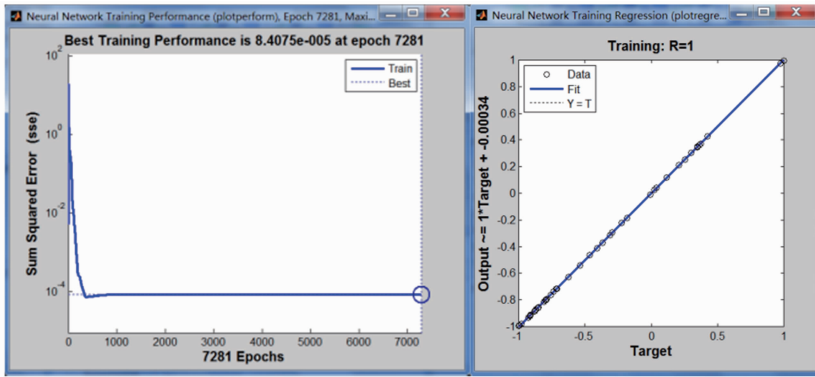 Neural Network Training Performance (plotperform), Epoch 7281, Maxi...
Best Training Performance is 8.4075e-005 at epoch 7281
Sum Squared Error (sse)
10^2
10^0
10^-2
10^-4
Train
Best
0 1000 2000 3000 4000 5000 6000 7000
7281 Epochs
Neural Network Training Regression (plotregre...
Training: R=1
Output ~= 1*Target + -0.00034
1
0.8
0.6
0.4
0.2
0
-0.2
-0.4
-0.6
-0.8
-1
Data
Fit
Y = T
-1 -0.5 0 0.5 1
Target